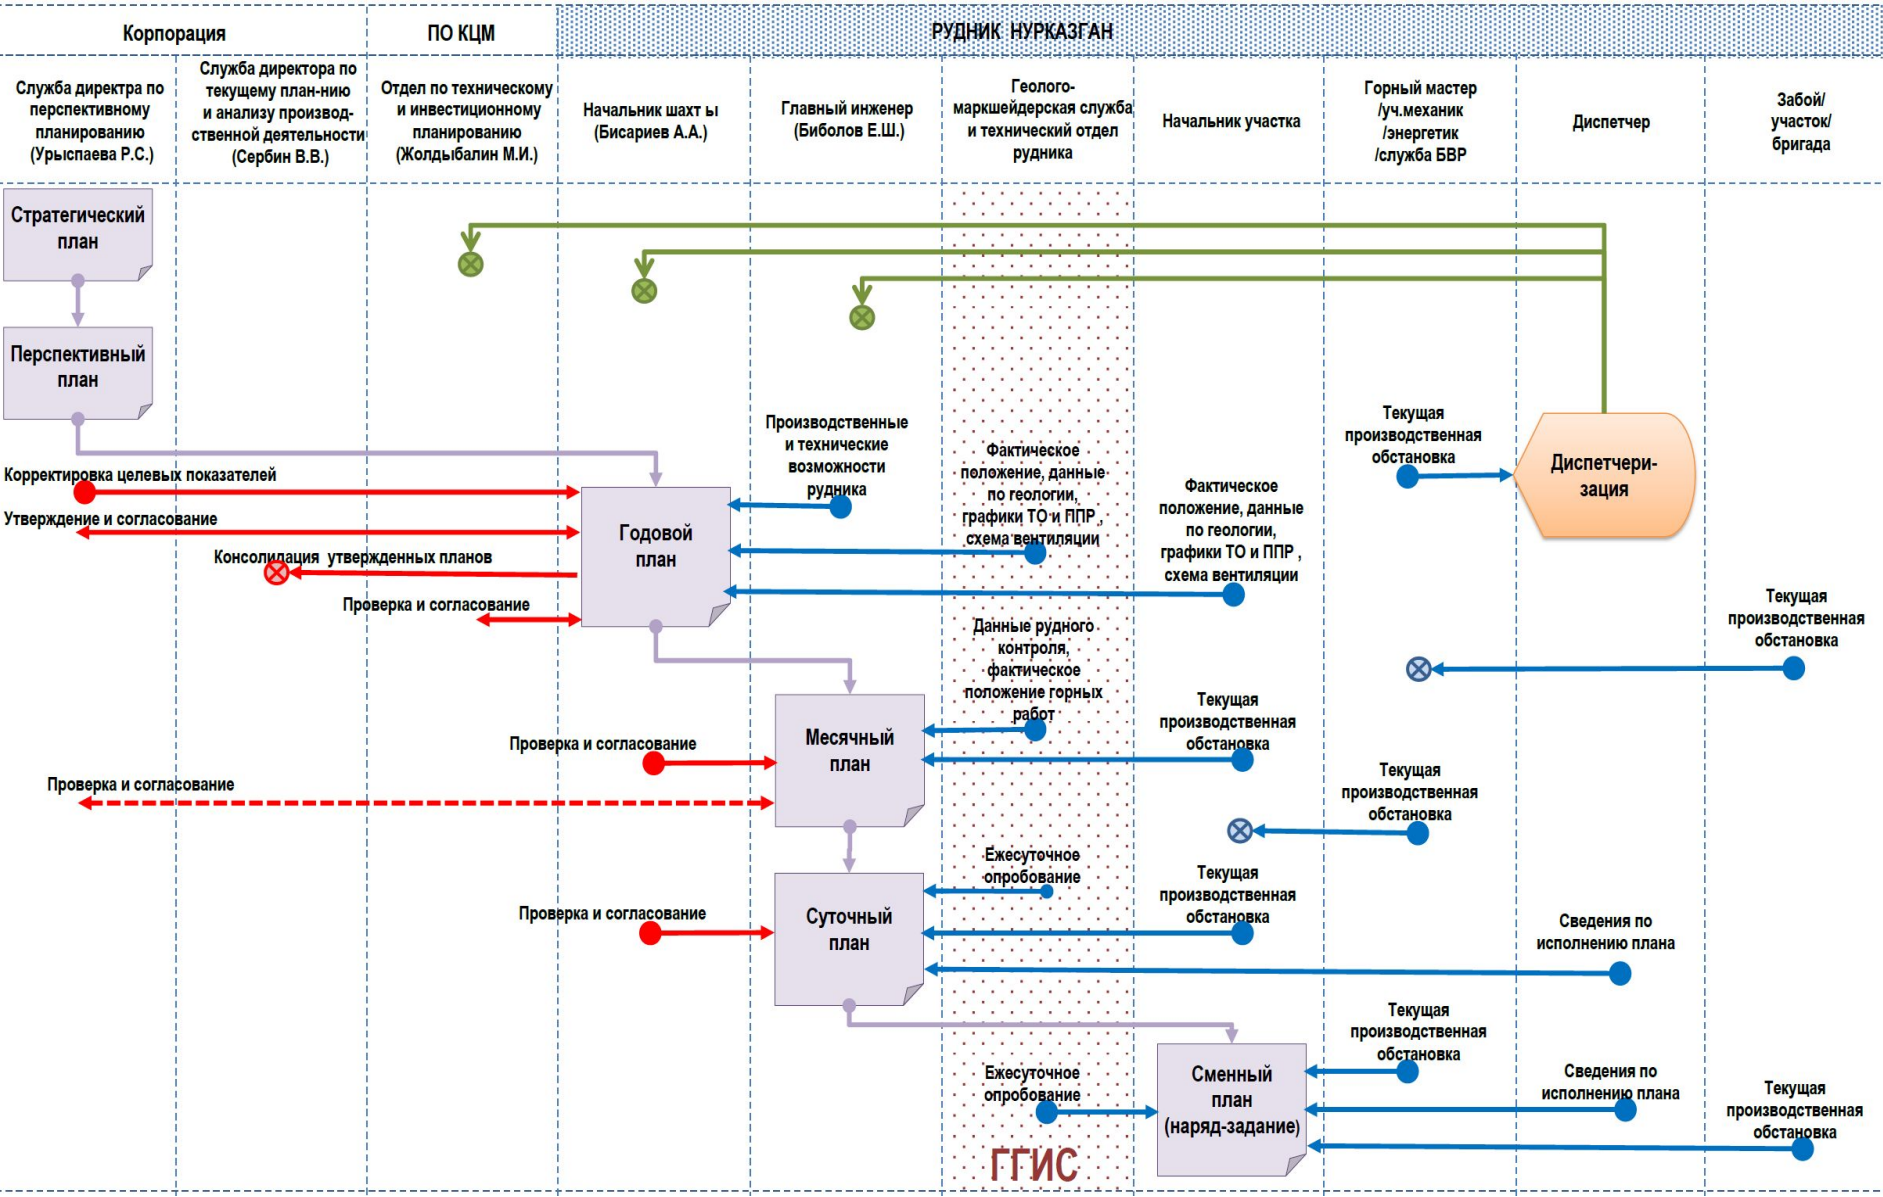 Корпорация
ПО КЦМ
РУДНИК НУРКАЗГАН
Служба директра по
перспективному
планированию
(Урыспаева Р.С.)
Служба директора по
текущему план-нию
и анализу производ-
ственной деятельности
(Сербин В.В.)
Отдел по техническому
и инвестиционному
планированию
(Жолдыбалин М.И.)
Начальник шахт ы
(Бисариев А.А.)
Главный инженер
(Биболов Е.Ш.)
Геолого-
маркшейдерская служба
и технический отдел
рудника
Начальник участка
Горный мастер
/уч.механик
/энергетик
/служба БВР
Диспетчер
Забой/
участок/
бригада
Стратегический
план
Перспективный
план
Корректировка целевых показателей
Утверждение и согласование
Консолидация утвержденных планов
Проверка и согласование
Годовой
план
Производственные
и технические
возможности
рудника
Фактическое
положение, данные
по геологии,
графики ТО и ППР ,
схема вентиляции
Фактическое
положение, данные
по геологии,
графики ТО и ППР ,
схема вентиляции
Текущая
производственная
обстановка
Диспетчери-
зация
Текущая
производственная
обстановка
Данные рудного
контроля,
фактическое
положение горных
работ
Проверка и согласование
Проверка и согласование
Месячный
план
Текущая
производственная
обстановка
Текущая
производственная
обстановка
Ежесуточное
опробование
Проверка и согласование
Суточный
план
Текущая
производственная
обстановка
Сведения по
исполнению плана
Текущая
производственная
обстановка
Ежесуточное
опробование
Сменный
план
(наряд-задание)
Сведения по
исполнению плана
Текущая
производственная
обстановка
ГГИС